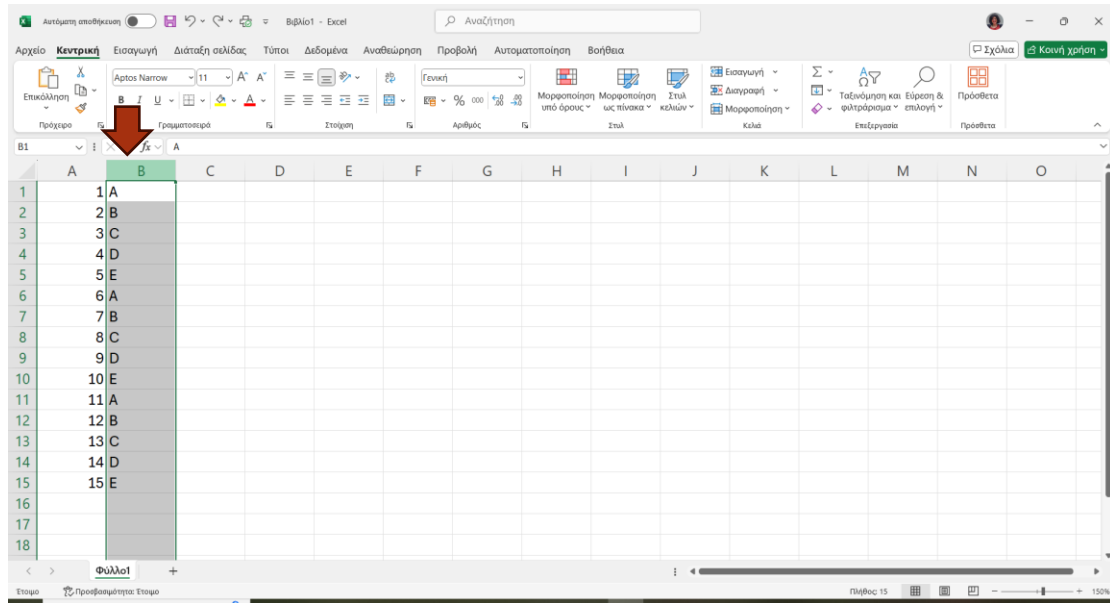 Αυτόματη αποθήκευση Βιβλίο1 - Excel Αναζήτηση
Αρχείο Κεντρική Εισαγωγή Διάταξη σελίδας Τύποι Δεδομένα Αναθεώρηση Προβολή Αυτοματοποίηση Βοήθεια Σχόλια Κοινή χρήση
Επικόλληση
Πρόχειρο
Aptos Narrow 11 A A
B I U A
Γραμματοσειρά
ab
Στοίχιση
Γενική
% 000
Αριθμός
Μορφοποίηση υπό όρους
Μορφοποίηση ως πίνακα
Στυλ κελιών
Στυλ
Εισαγωγή
Διαγραφή
Μορφοποίηση
Κελιά
Ταξινόμηση και φιλτράρισμα
Εύρεση & επιλογή
Επεξεργασία
Πρόσθετα
Πρόσθετα
B1 fx A
A B C D E F G H I J K L M N O
1 1 A
2 2 B
3 3 C
4 4 D
5 5 E
6 6 A
7 7 B
8 8 C
9 9 D
10 10 E
11 11 A
12 12 B
13 13 C
14 14 D
15 15 E
16
17
18
Φύλλο1 +
Έτοιμο Προσβασιμότητα: Έτοιμο Πλήθος: 15 150%